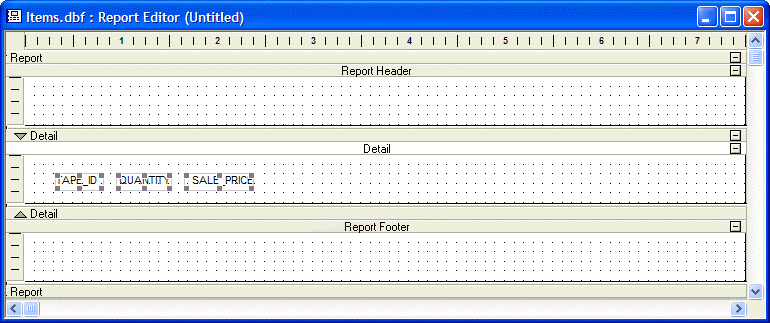 Items.dbf : Report Editor (Untitled)
1 2 3 4 5 6 7
Report
Report Header
Detail
Detail
TAPE_ID QUANTITY SALE_PRICE
Detail
Report Footer
Report